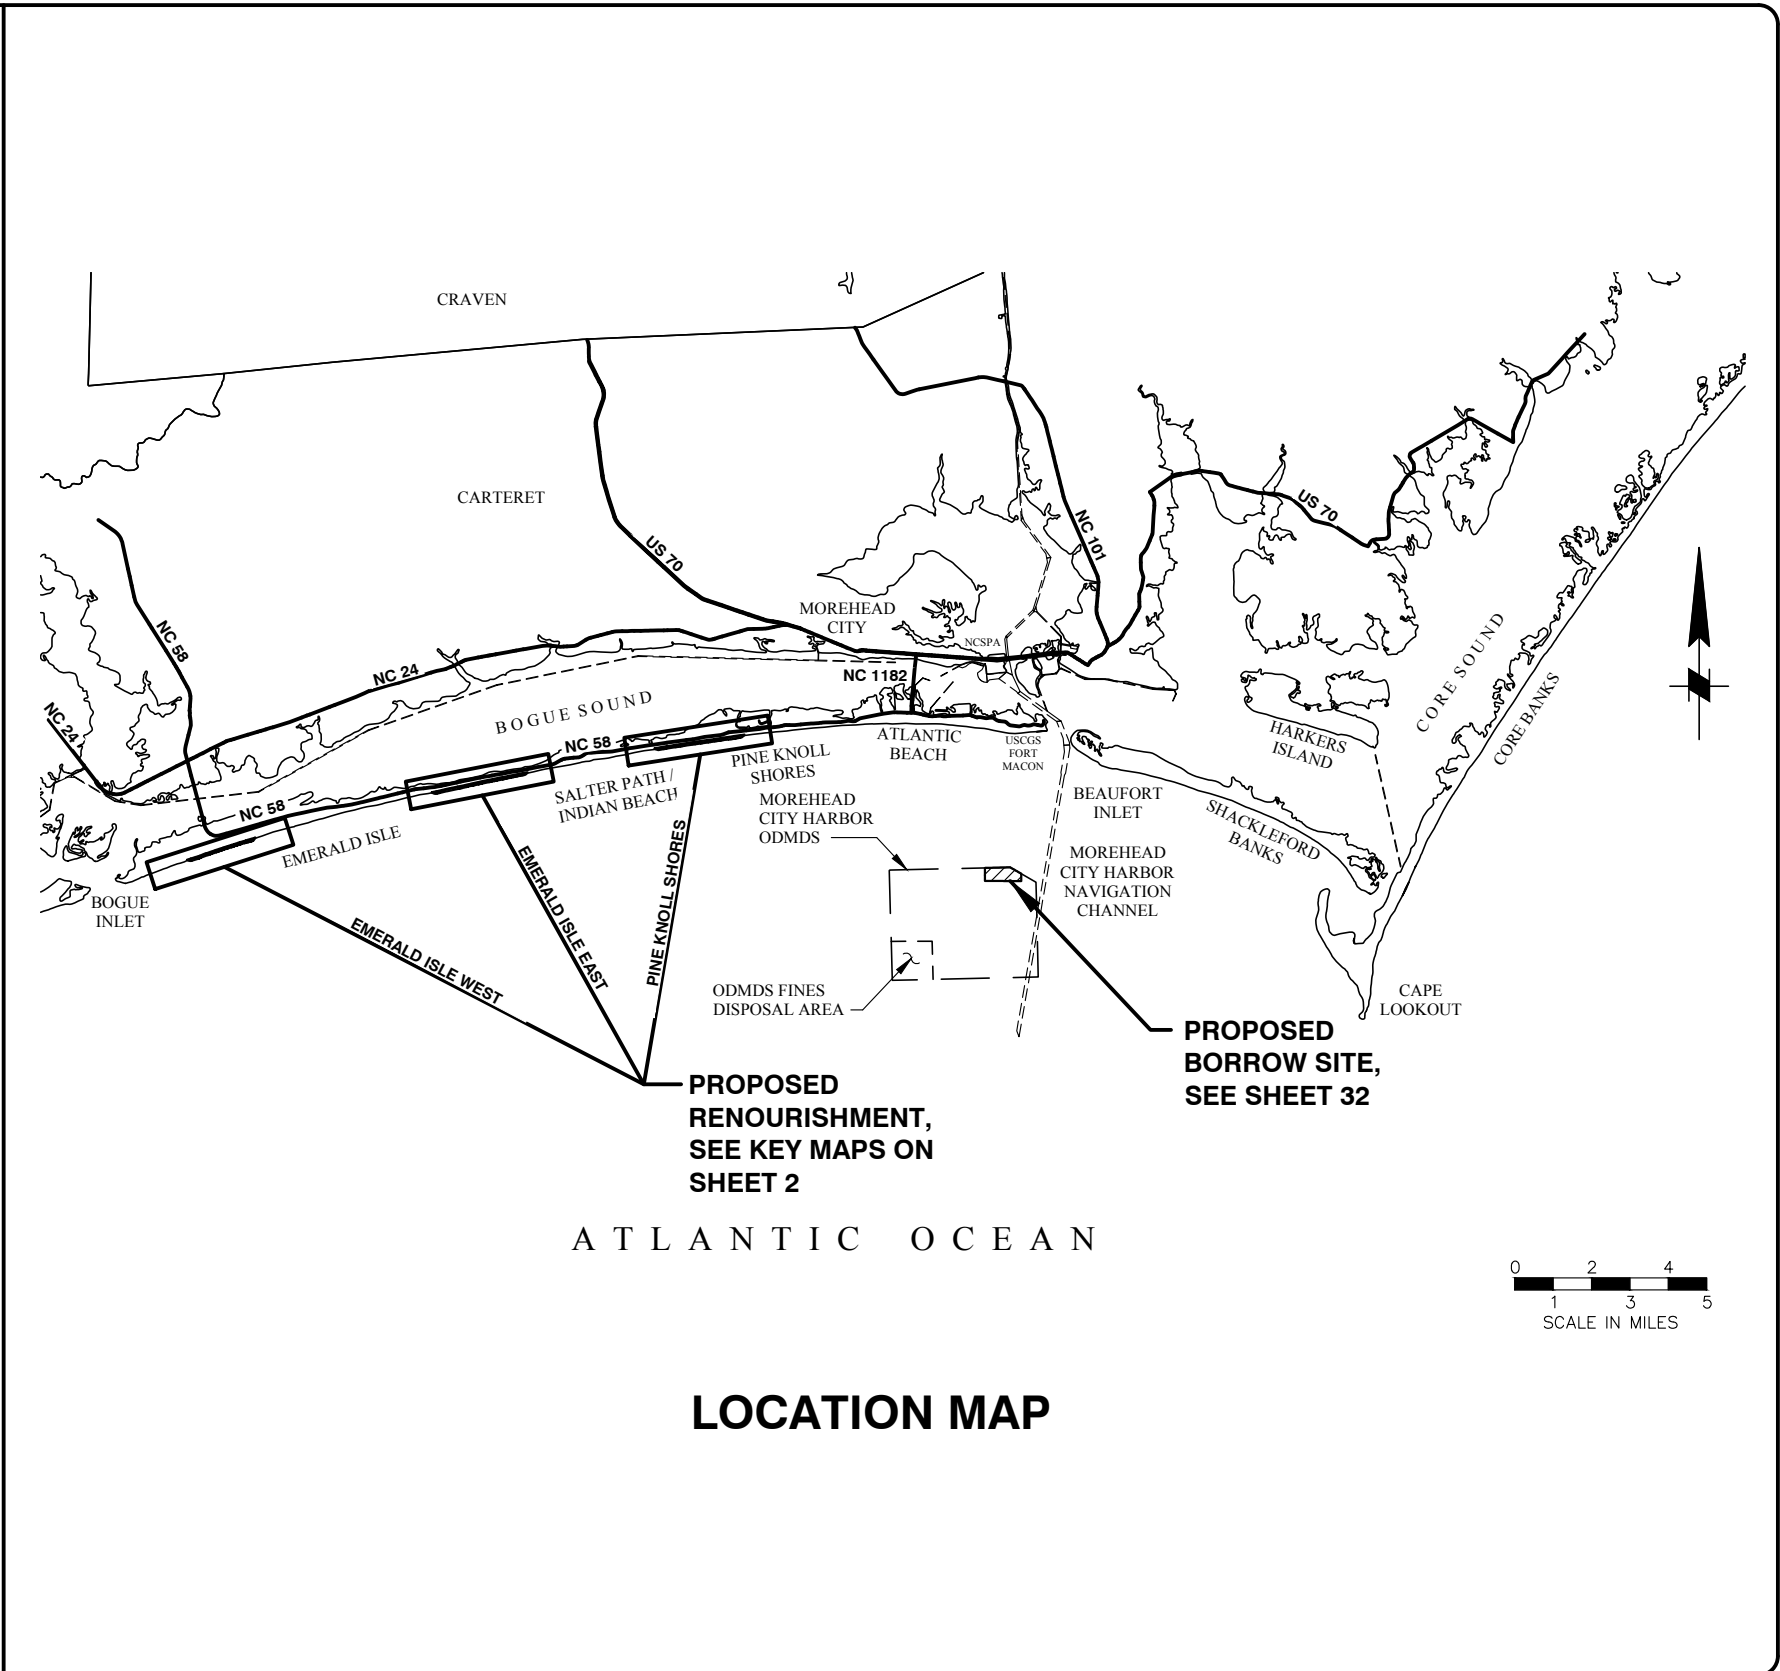 CRAVEN
CARTERET
US 70
NC 101
US 70
NC 58
MOREHEAD
CITY
NCSPA
NC 24
NC 1182
NC 24
BOGUE SOUND
CORE SOUND
CORE BANKS
HARKERS
ISLAND
NC 58
ATLANTIC
BEACH
USCGS
FORT
MACON
PINE KNOLL
SHORES
SALTER PATH /
INDIAN BEACH
NC 58
EMERALD ISLE
BOGUE
INLET
MOREHEAD
CITY HARBOR
ODMDS
BEAUFORT
INLET
SHACKLEFORD
BANKS
MOREHEAD
CITY HARBOR
NAVIGATION
CHANNEL
EMERALD ISLE WEST
EMERALD ISLE EAST
PINE KNOLL SHORES
ODMDS FINES
DISPOSAL AREA
CAPE
LOOKOUT
PROPOSED
BORROW SITE,
SEE SHEET 32
PROPOSED
RENOURISHMENT,
SEE KEY MAPS ON
SHEET 2
ATLANTIC OCEAN
0 2 4
1 3 5
SCALE IN MILES
LOCATION MAP